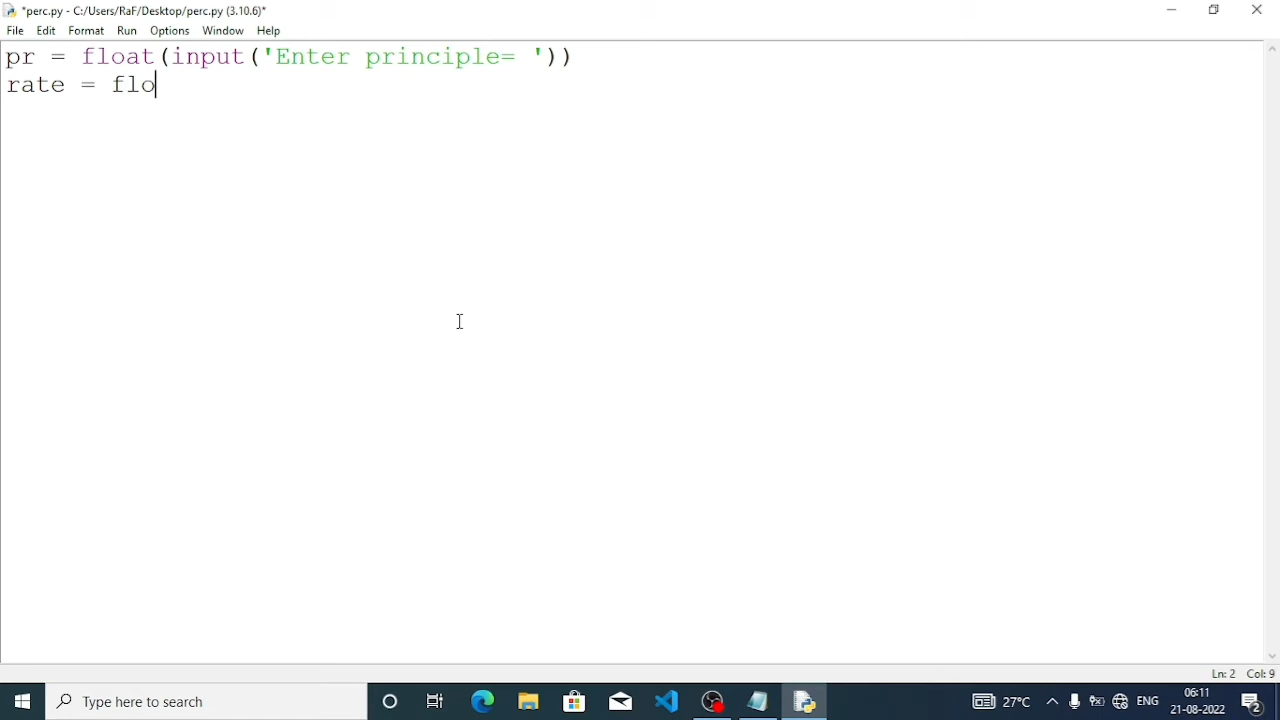 *perc.py - C:/Users/RaF/Desktop/perc.py (3.10.6)*
File Edit Format Run Options Window Help
pr = float(input('Enter principle= '))
rate = flo
Ln: 2 Col: 9
Type here to search
27°C
ENG
06:11
21-08-2022
2